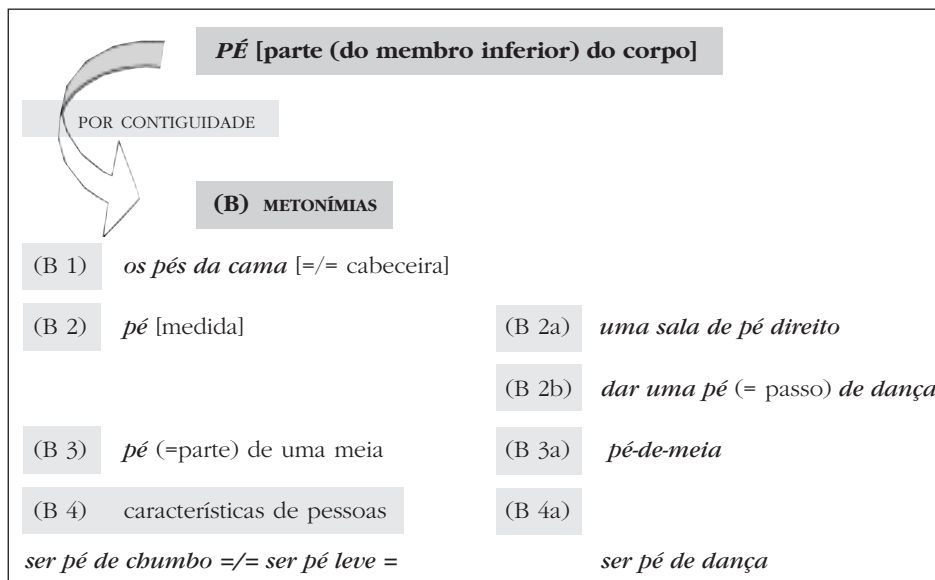 PÉ [parte (do membro inferior) do corpo]
POR CONTIGUIDADE
(B) METONÍMIAS
(B 1) os pés da cama [=/= cabeceira]
(B 2) pé [medida] (B 2a) uma sala de pé direito
(B 2b) dar uma pé (= passo) de dança
(B 3) pé (=parte) de uma meia (B 3a) pé-de-meia
(B 4) características de pessoas (B 4a)
ser pé de chumbo =/= ser pé leve = ser pé de dança